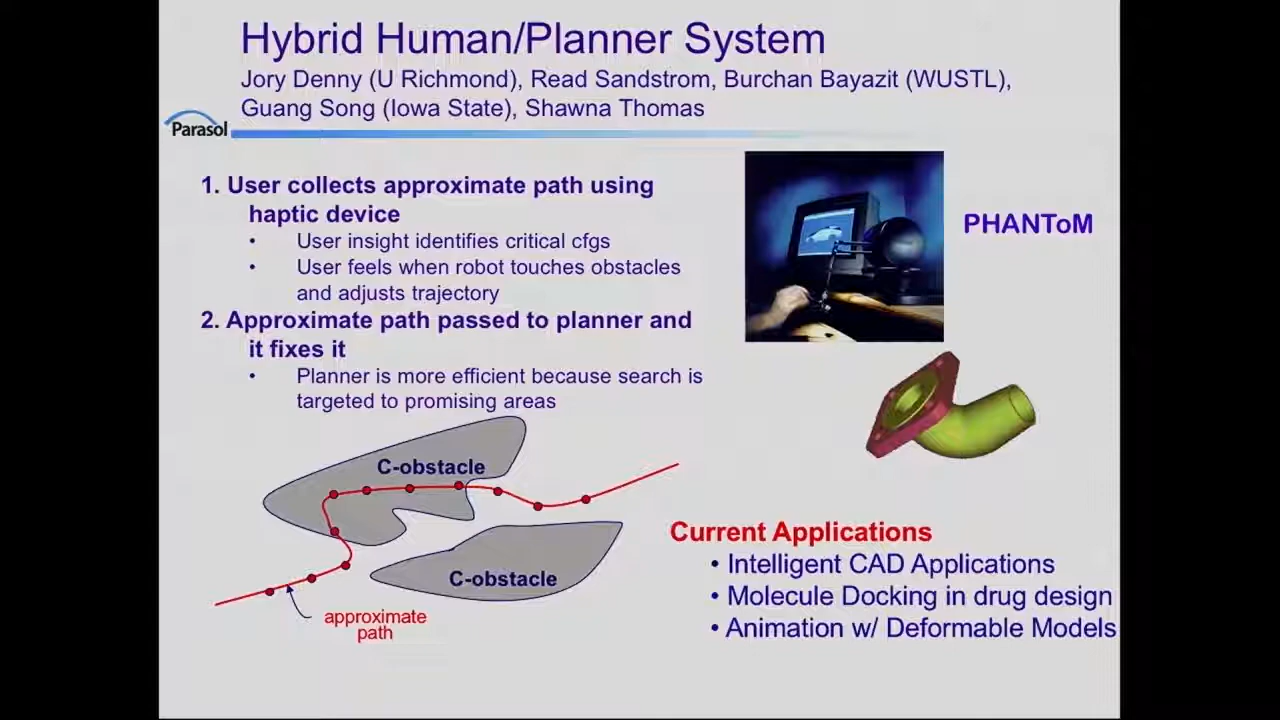 Hybrid Human/Planner System
Jory Denny (U Richmond), Read Sandstrom, Burchan Bayazit (WUSTL),
Guang Song (Iowa State), Shawna Thomas
Parasol
1. User collects approximate path using
haptic device
• User insight identifies critical cfgs
• User feels when robot touches obstacles
and adjusts trajectory
2. Approximate path passed to planner and
it fixes it
• Planner is more efficient because search is
targeted to promising areas
PHANToM
C-obstacle
C-obstacle
approximate
path
Current Applications
• Intelligent CAD Applications
• Molecule Docking in drug design
• Animation w/ Deformable Models